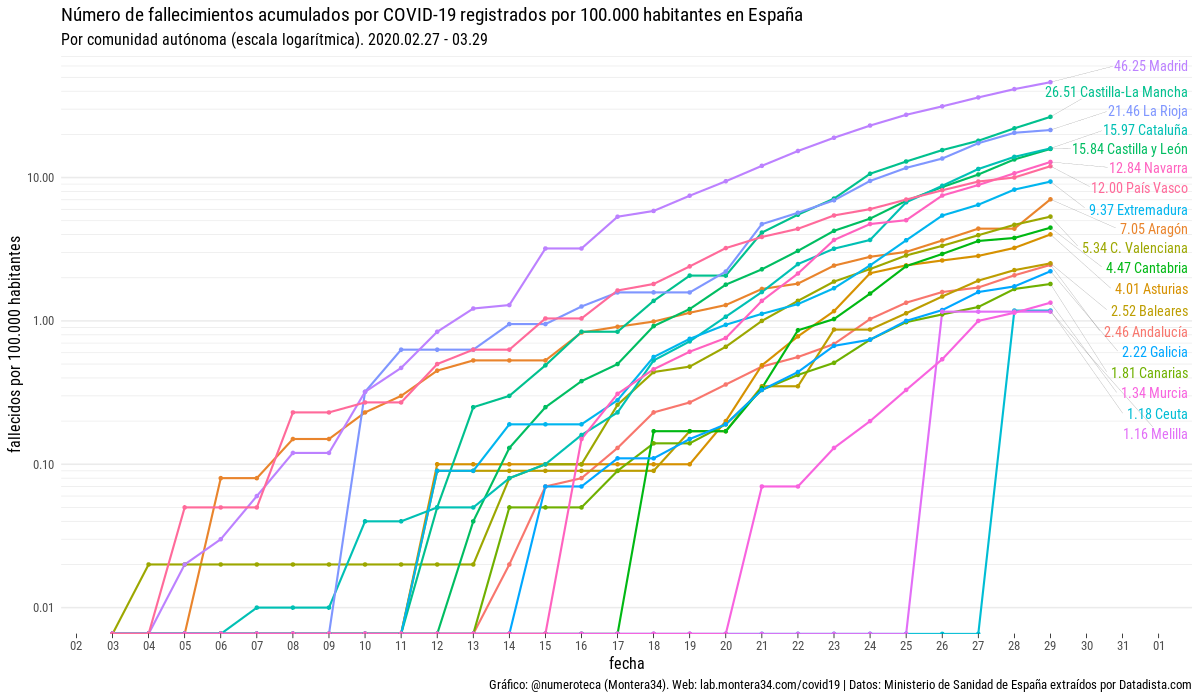 Número de fallecimientos acumulados por COVID-19 registrados por 100.000 habitantes en España
Por comunidad autónoma (escala logarítmica). 2020.02.27 - 03.29
fallecidos por 100.000 habitantes
10.00
1.00
0.10
0.01
46.25 Madrid
26.51 Castilla-La Mancha
21.46 La Rioja
15.97 Cataluña
15.84 Castilla y León
12.84 Navarra
12.00 País Vasco
9.37 Extremadura
7.05 Aragón
5.34 C. Valenciana
4.47 Cantabria
4.01 Asturias
2.52 Baleares
2.46 Andalucía
2.22 Galicia
1.81 Canarias
1.34 Murcia
1.18 Ceuta
1.16 Melilla
02 03 04 05 06 07 08 09 10 11 12 13 14 15 16 17 18 19 20 21 22 23 24 25 26 27 28 29 30 31 01
fecha
Gráfico: @numeroteca (Montera34). Web: lab.montera34.com/covid19 | Datos: Ministerio de Sanidad de España extraídos por Datadista.com